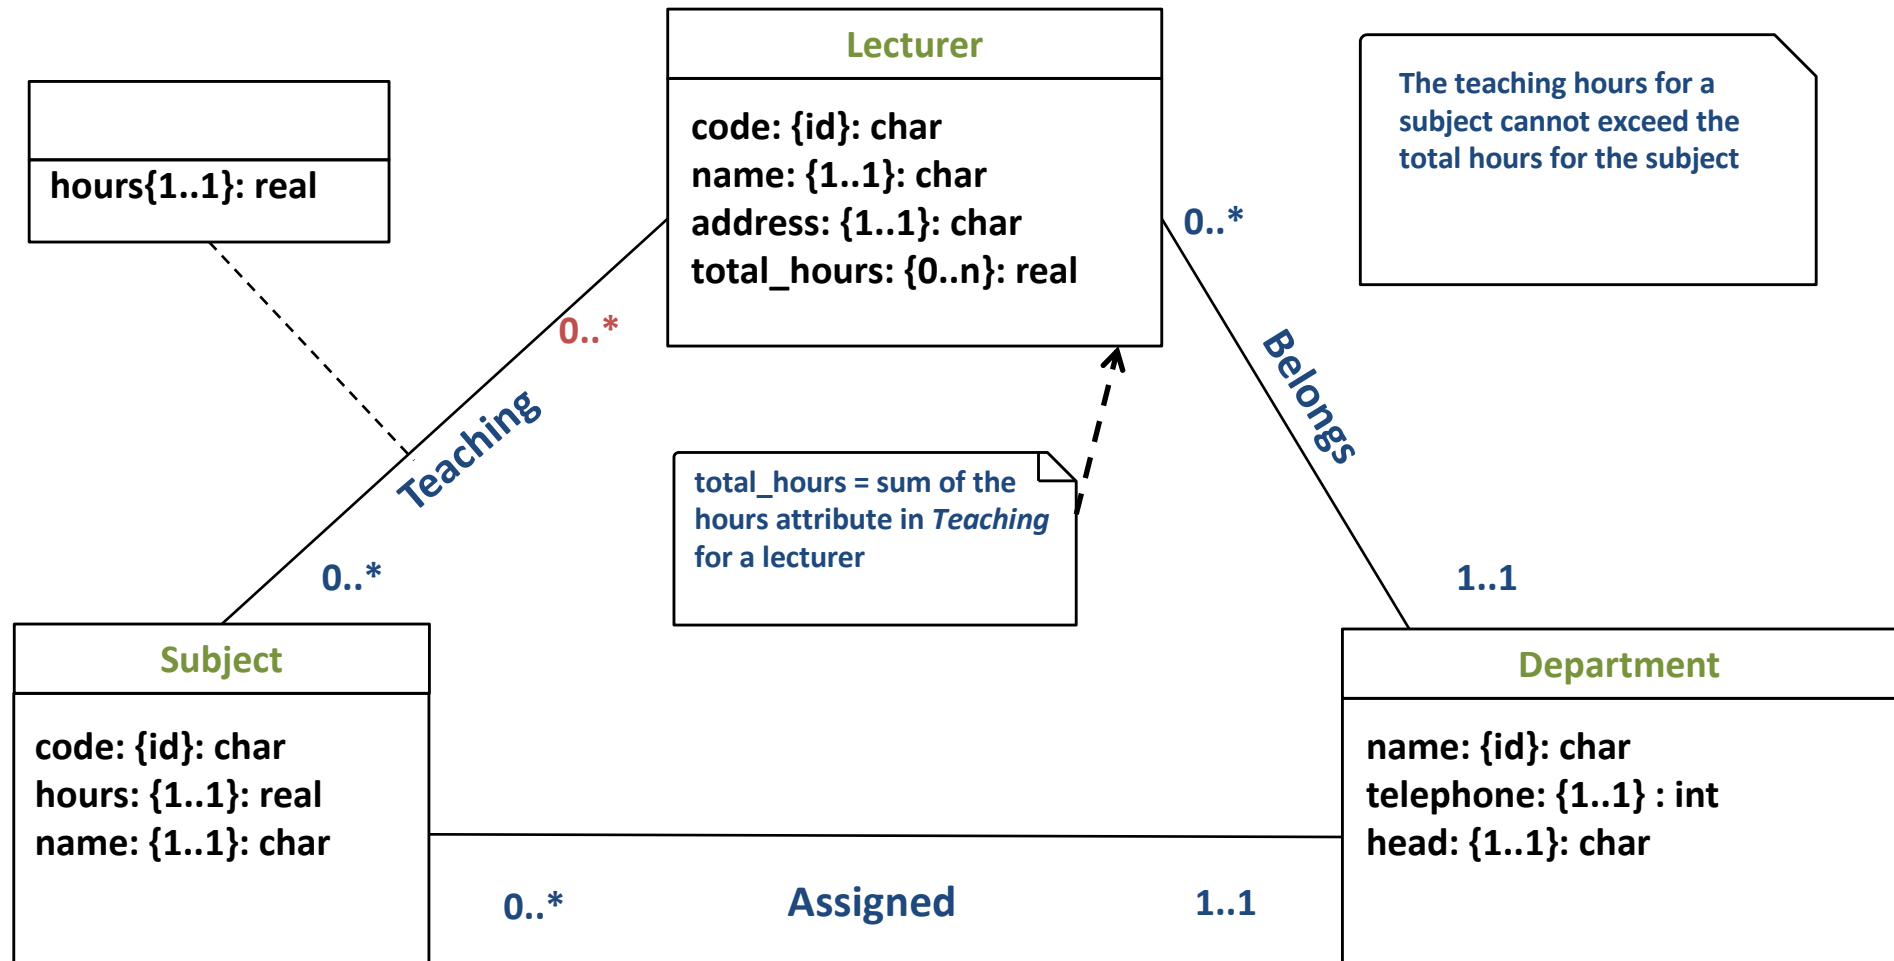 Lecturer
code: {id}: char
name: {1..1}: char
address: {1..1}: char
total_hours: {0..n}: real
hours{1..1}: real
The teaching hours for a
subject cannot exceed the
total hours for the subject
0..*
0..*
Teaching
0..*
Belongs
1..1
total_hours = sum of the
hours attribute in Teaching
for a lecturer
Subject
code: {id}: char
hours: {1..1}: real
name: {1..1}: char
Department
name: {id}: char
telephone: {1..1} : int
head: {1..1}: char
0..*
Assigned
1..1